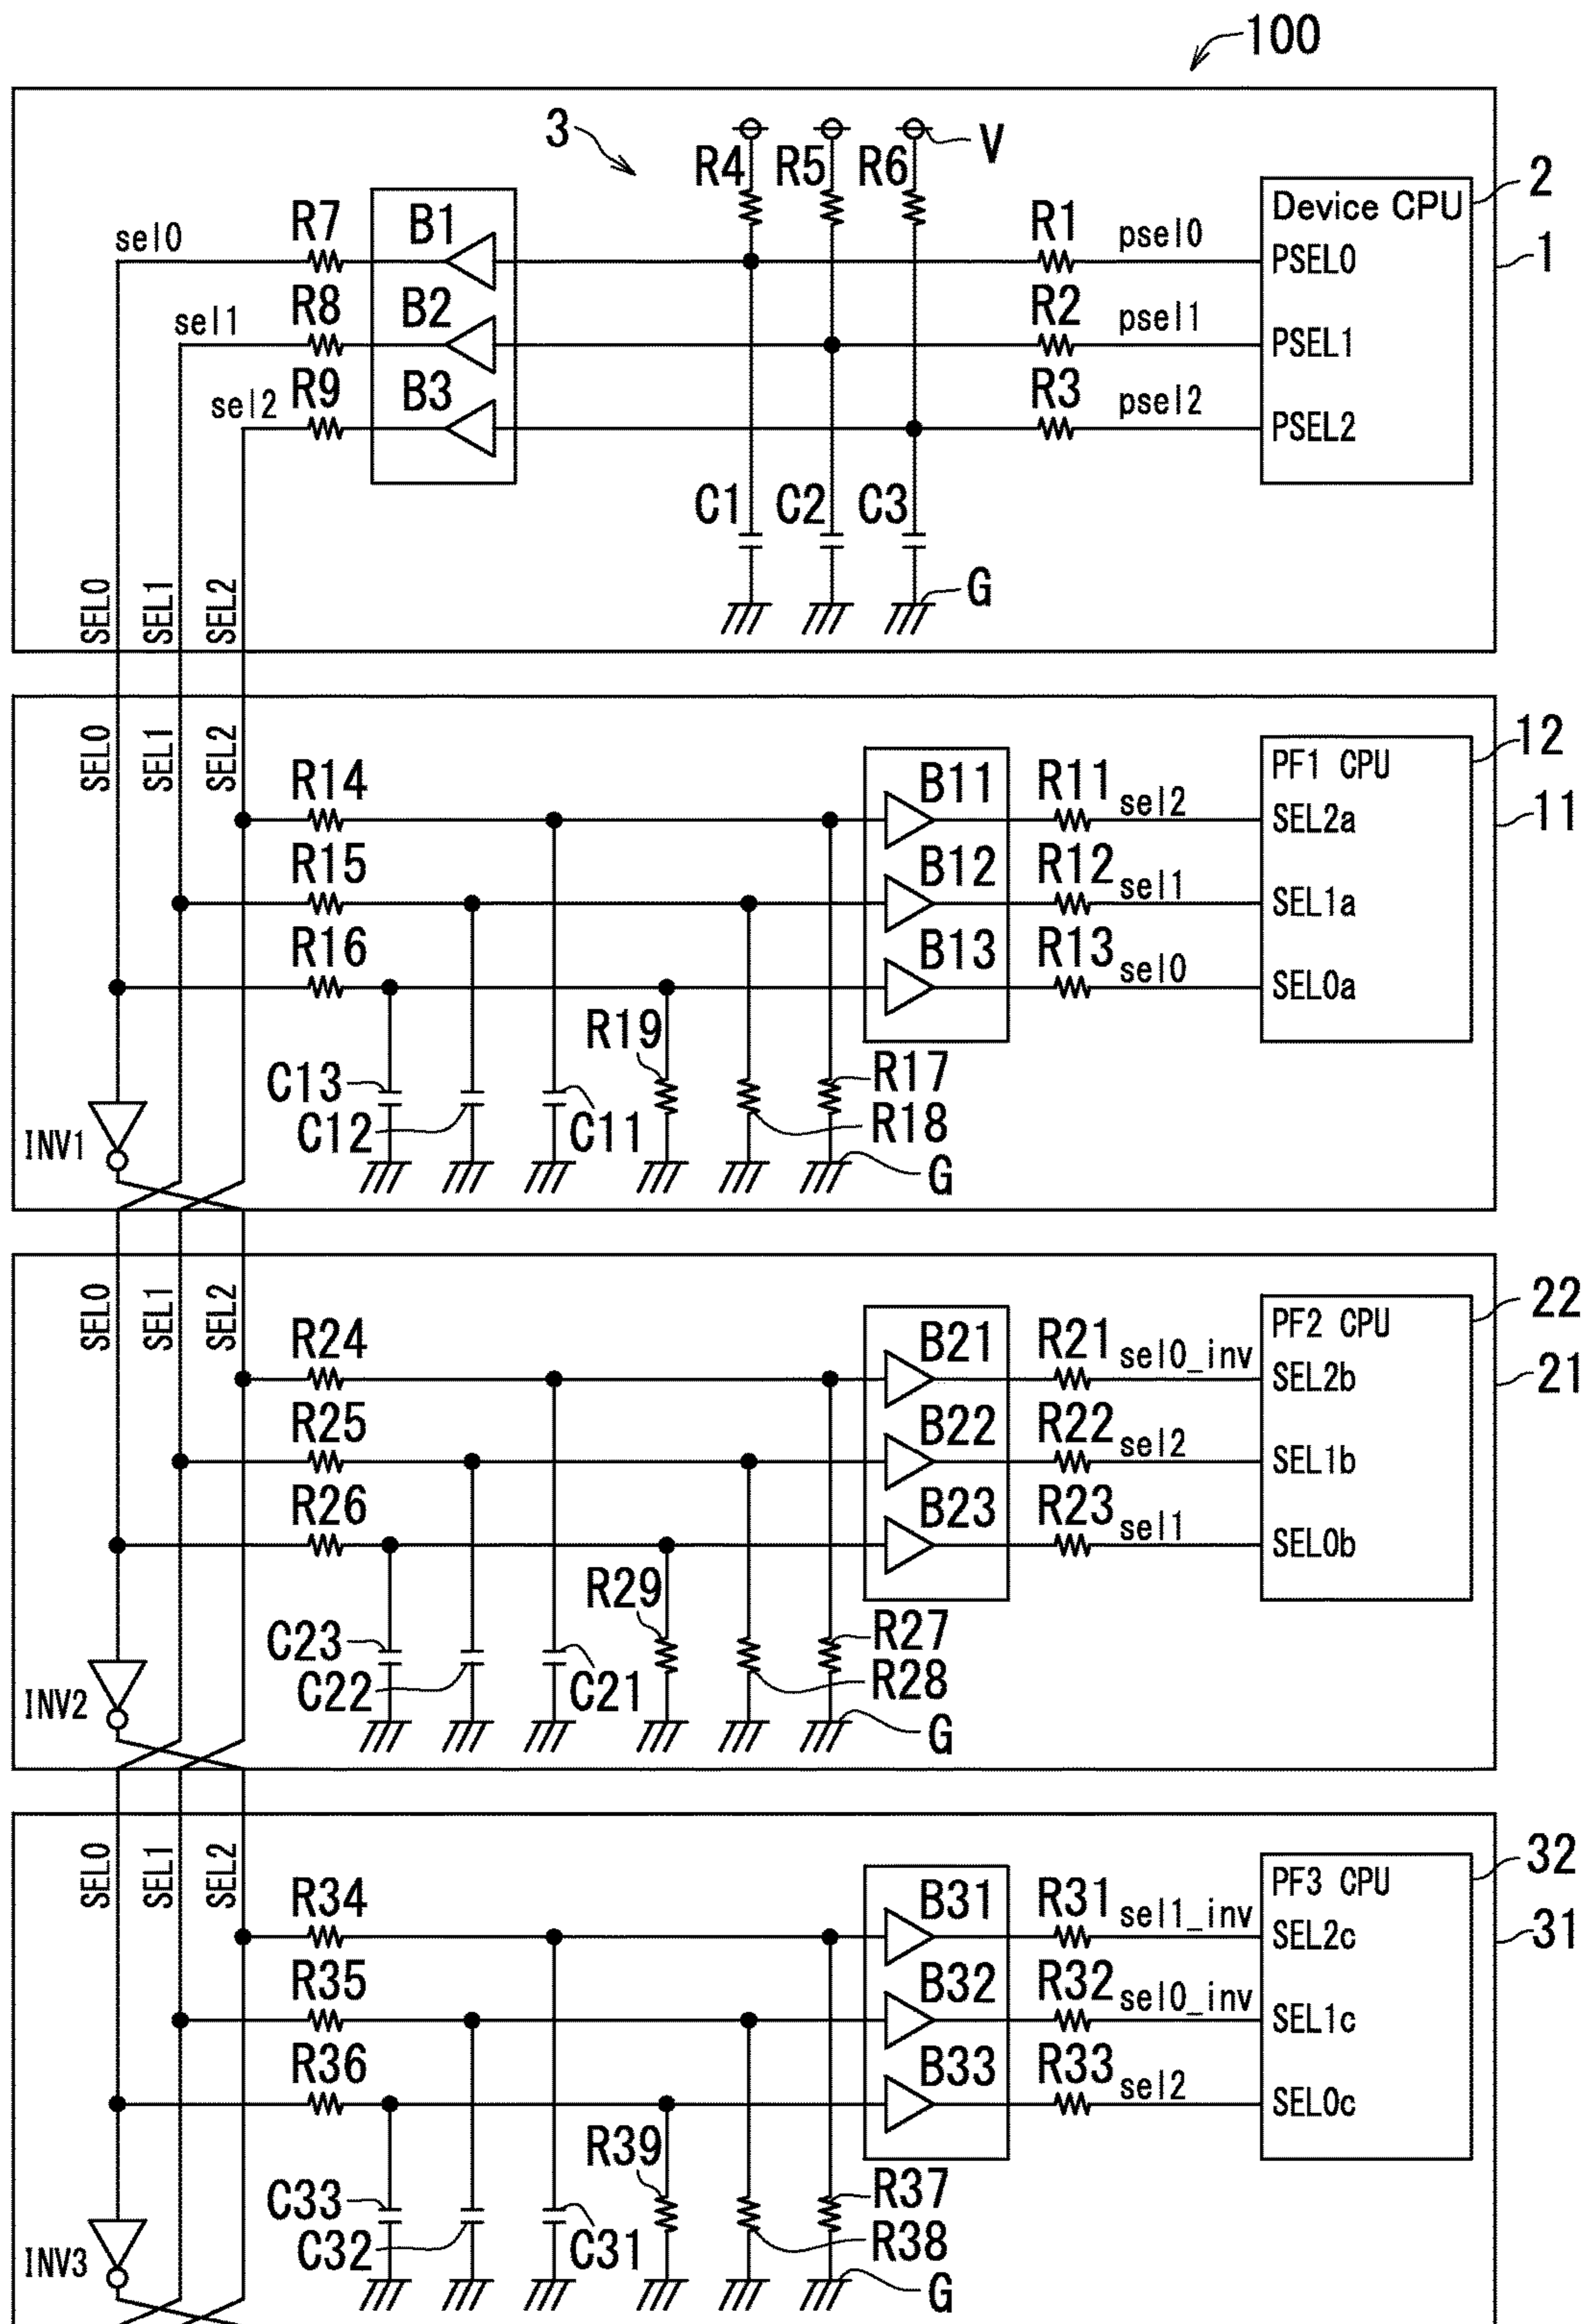 100
3
V
R4 R5 R6
2
Device CPU
1
sel0 R7 B1 R1 psel0 PSEL0
sel1 R8 B2 R2 psel1 PSEL1
sel2 R9 B3 R3 psel2 PSEL2
C1 C2 C3
G
SEL0 SEL1 SEL2
SEL0 SEL1 SEL2
12
PF1 CPU
11
R14 B11 R11 sel2 SEL2a
R15 B12 R12 sel1 SEL1a
R16 B13 R13 sel0 SEL0a
R19
C13 R17
C12 C11 R18
INV1
G
SEL0 SEL1 SEL2
22
PF2 CPU
21
R24 B21 R21 sel0_inv SEL2b
R25 B22 R22 sel2 SEL1b
R26 B23 R23 sel1 SEL0b
R29
C23 R27
C22 C21 R28
INV2
G
SEL0 SEL1 SEL2
32
PF3 CPU
31
R34 B31 R31 sel1_inv SEL2c
R35 B32 R32 sel0_inv SEL1c
R36 B33 R33 sel2 SEL0c
R39
C33 R37
C32 C31 R38
INV3
G